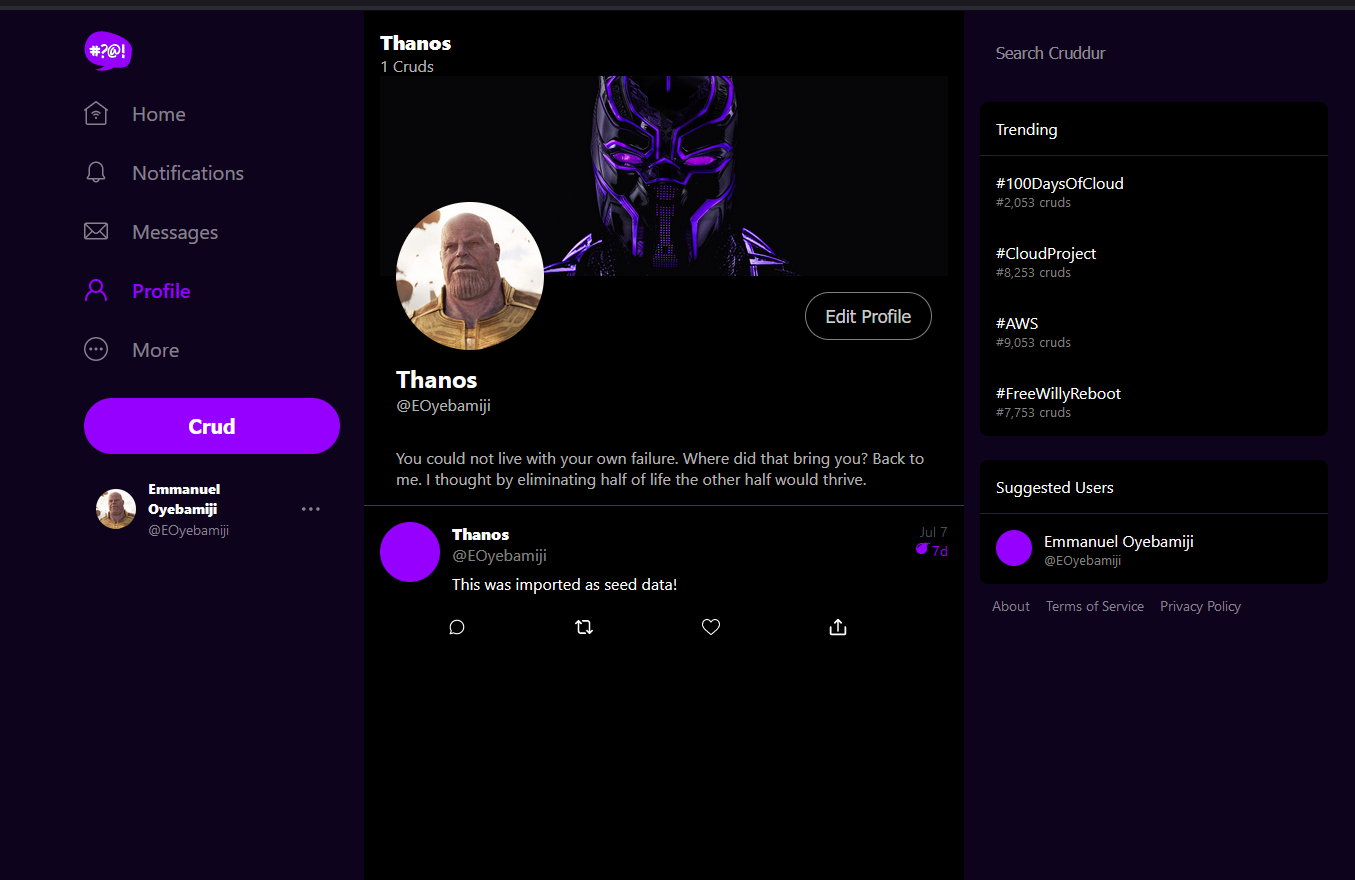 #?@!
Home
Notifications
Messages
Profile
More
Crud
Emmanuel
Oyebamiji
@EOyebamiji
Thanos
1 Cruds
Edit Profile
Thanos
@EOyebamiji
You could not live with your own failure. Where did that bring you? Back to
me. I thought by eliminating half of life the other half would thrive.
Thanos
@EOyebamiji
Jul 7
7d
This was imported as seed data!
Search Cruddur
Trending
#100DaysOfCloud
#2,053 cruds
#CloudProject
#8,253 cruds
#AWS
#9,053 cruds
#FreeWillyReboot
#7,753 cruds
Suggested Users
Emmanuel Oyebamiji
@EOyebamiji
About Terms of Service Privacy Policy